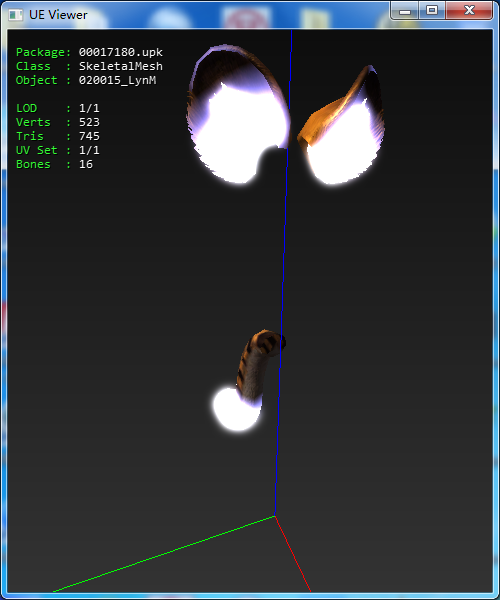 UE Viewer
Package: 00017180.upk
Class  : SkeletalMesh
Object : 020015_LynM
LOD    : 1/1
Verts  : 523
Tris   : 745
UV Set : 1/1
Bones  : 16